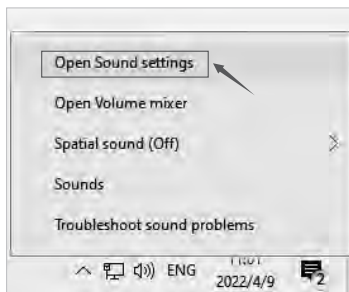 Open Sound settings
Open Volume mixer
Spatial sound (Off)
Sounds
Troubleshoot sound problems
ENG
2022/4/9
2